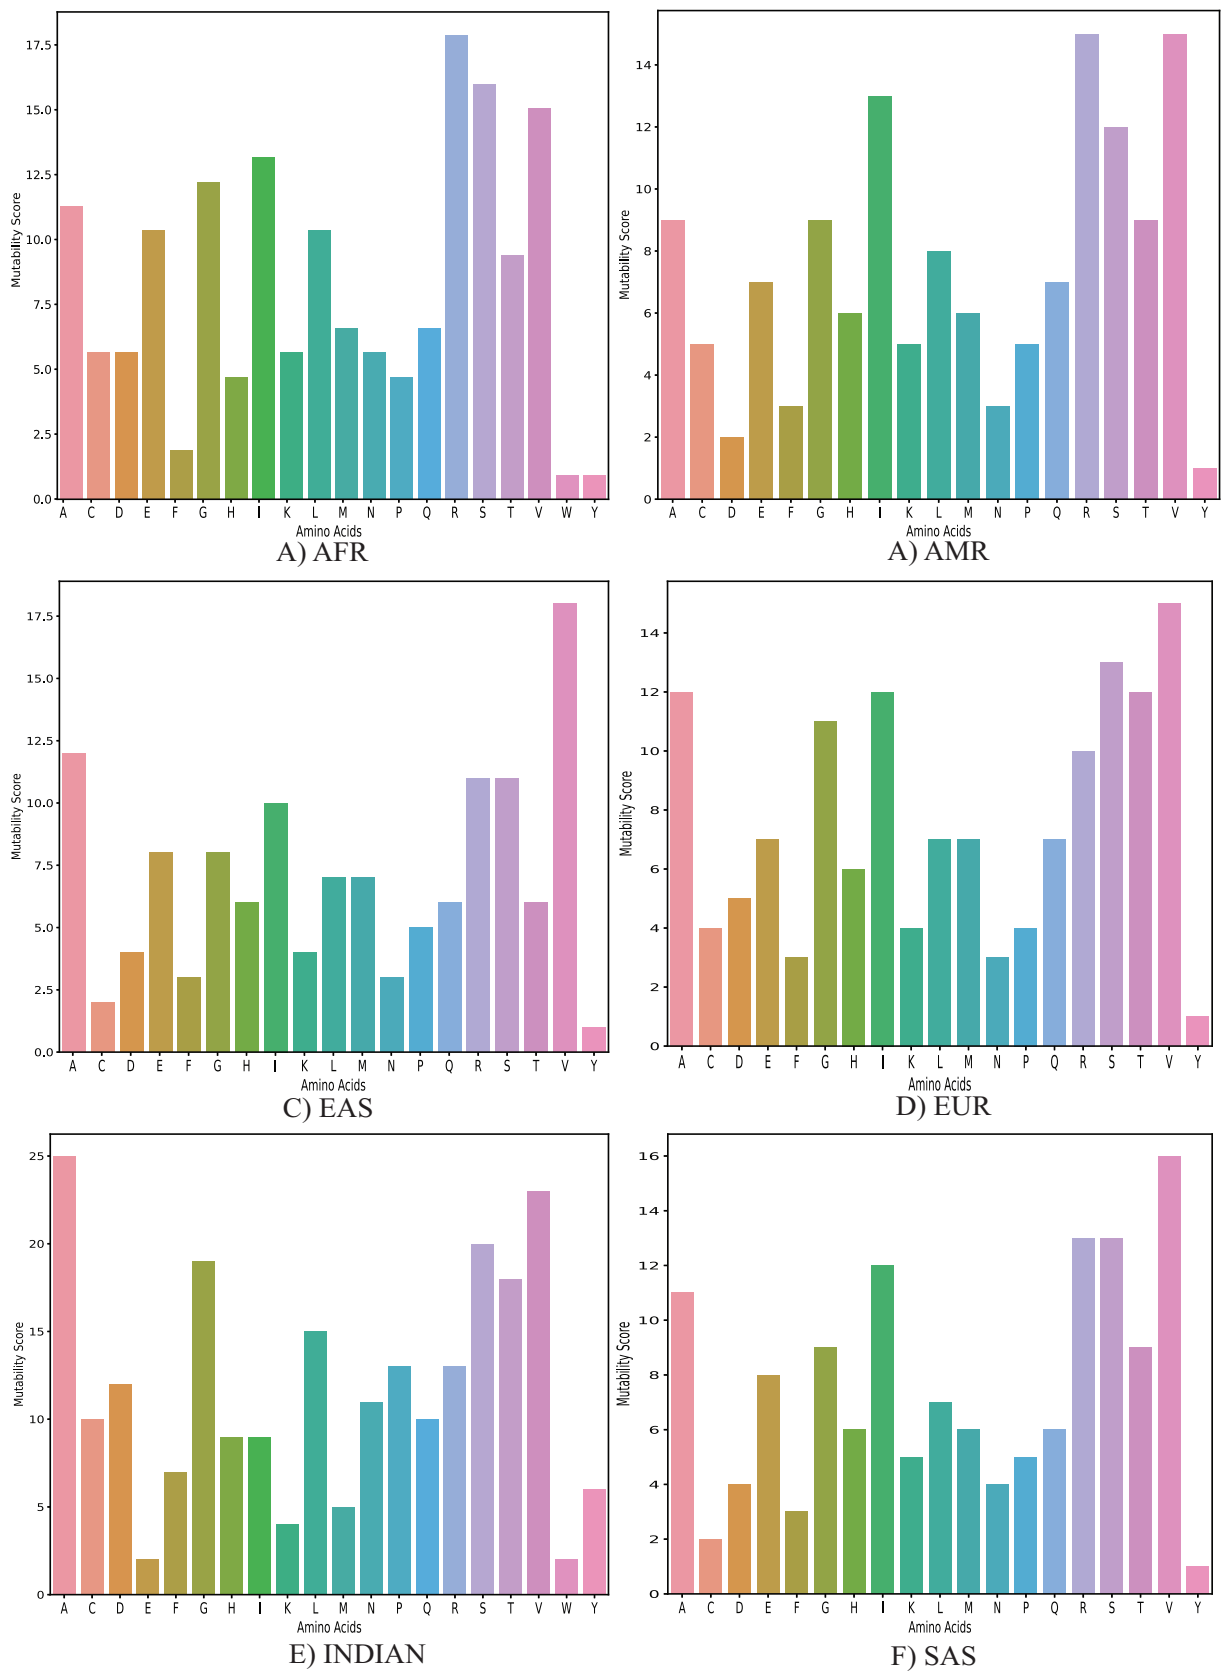 17.5
15.0
12.5
10.0
7.5
5.0
2.5
0.0
Mutability Score
A C D E F G H I K L M N P Q R S T V W Y
Amino Acids
A) AFR
14
12
10
8
6
4
2
0
Mutability Score
A C D E F G H I K L M N P Q R S T V Y
Amino Acids
A) AMR
17.5
15.0
12.5
10.0
7.5
5.0
2.5
0.0
Mutability Score
A C D E F G H I K L M N P Q R S T V Y
Amino Acids
C) EAS
14
12
10
8
6
4
2
0
Mutability Score
A C D E F G H I K L M N P Q R S T V Y
Amino Acids
D) EUR
25
20
15
10
5
0
Mutability Score
A C D E F G H I K L M N P Q R S T V W Y
Amino Acids
E) INDIAN
16
14
12
10
8
6
4
2
0
Mutability Score
A C D E F G H I K L M N P Q R S T V Y
Amino Acids
F) SAS